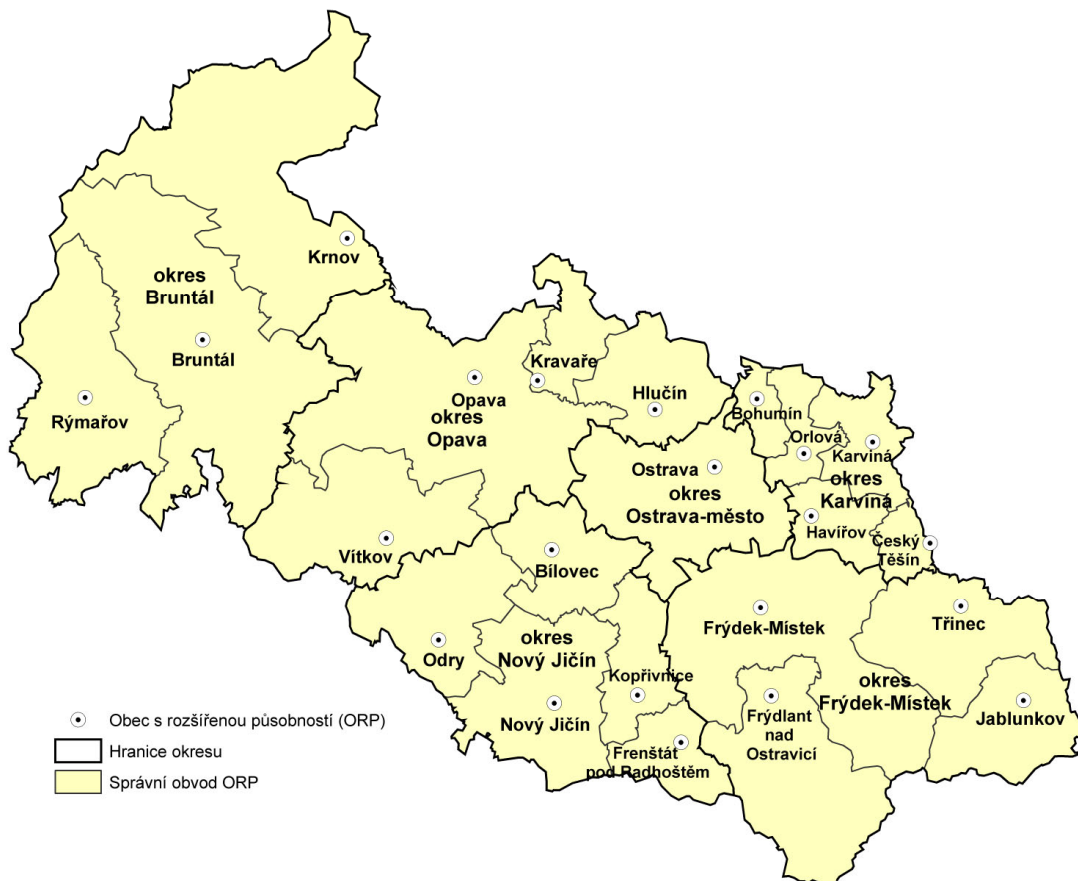 Krnov
okres
Bruntál
Bruntál
Rýmařov
Kravaře
Opava
okres
Opava
Hlučín
Bohumín
Orlová
Karviná
okres
Karviná
Ostrava
okres
Ostrava-město
Havířov
Český
Těšín
Vítkov
Bílovec
Frýdek-Místek
Třinec
Odry
okres
Nový Jičín
Kopřivnice
okres
Frýdek-Místek
Nový Jičín
Frýdlant
nad
Ostravicí
Jablunkov
Frenštát
pod Radhoštěm
Obec s rozšířenou působností (ORP)
Hranice okresu
Správní obvod ORP